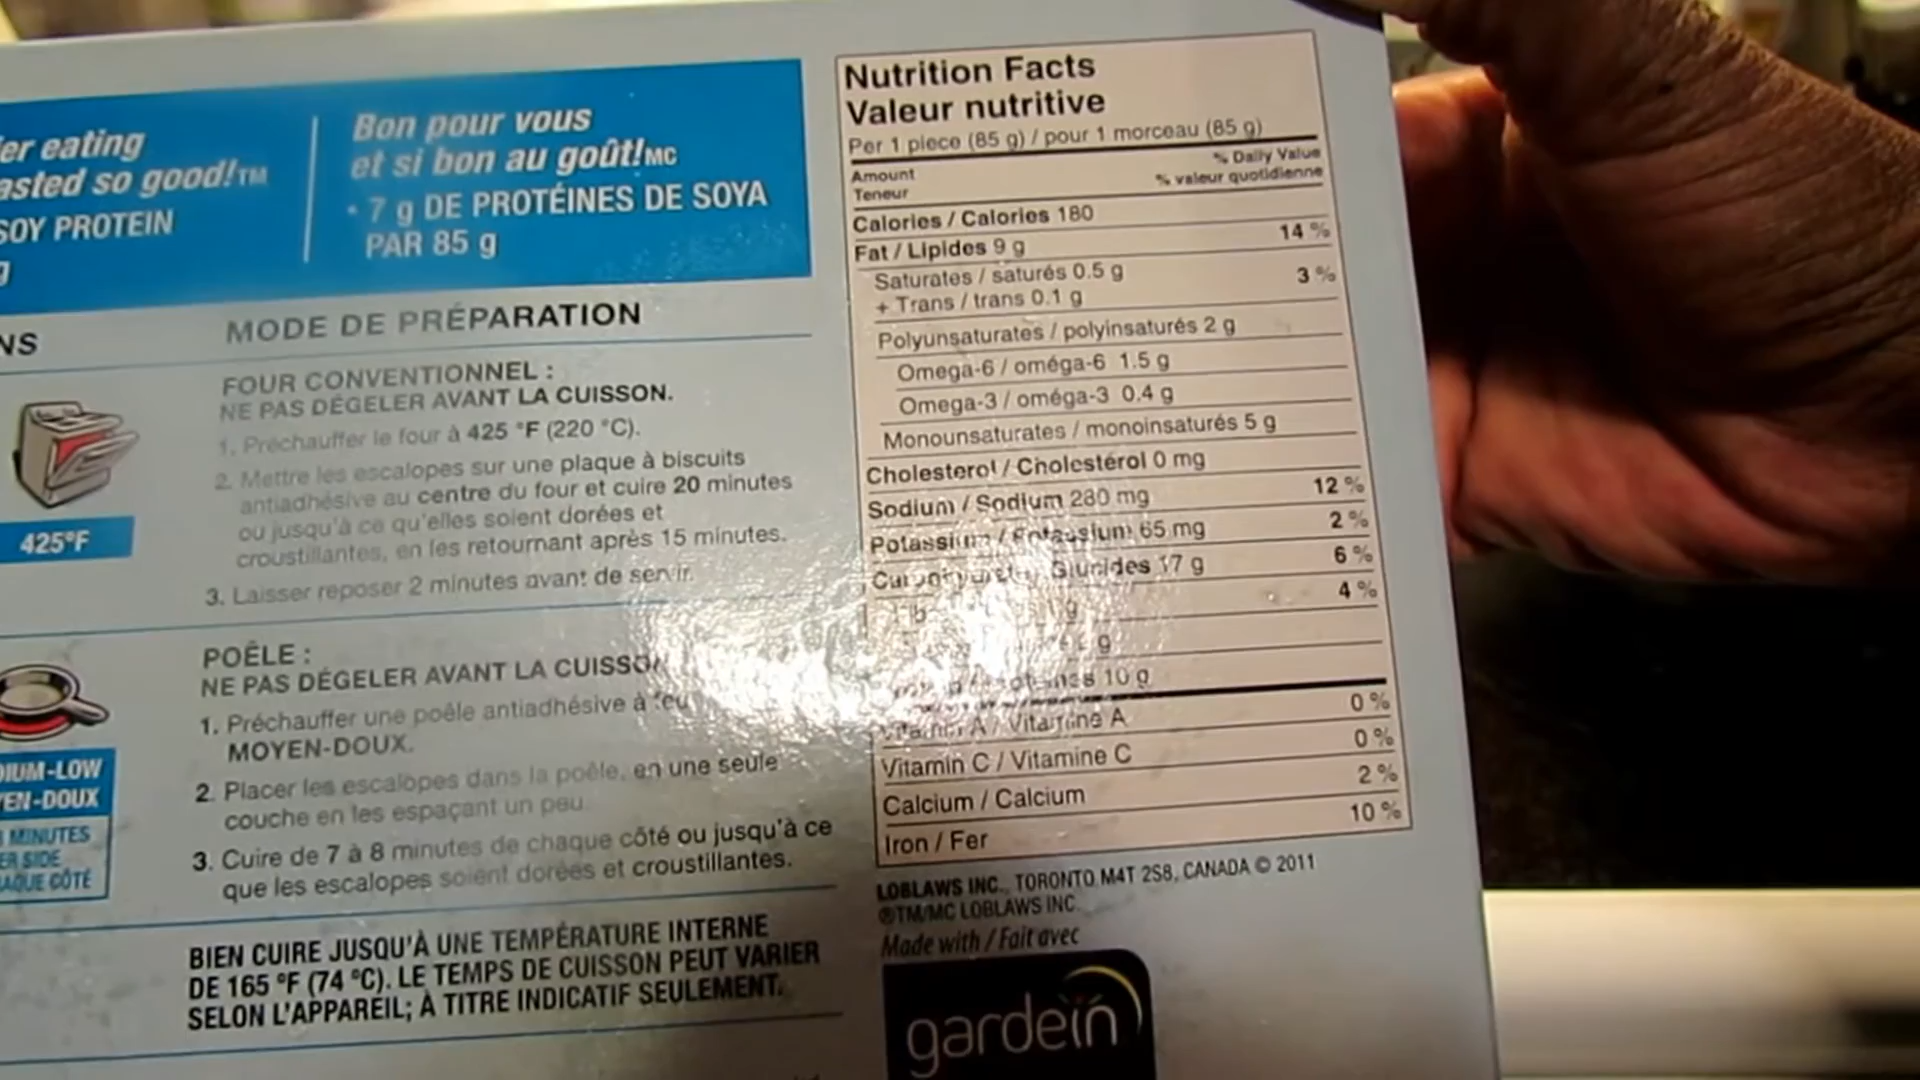 er eating
asted so good!TM
SOY PROTEIN
Bon pour vous
et si bon au goût!MC
• 7 g DE PROTÉINES DE SOYA
PAR 85 g
NS
MODE DE PRÉPARATION
425°F
FOUR CONVENTIONNEL :
NE PAS DÉGELER AVANT LA CUISSON.
1. Préchauffer le four à 425 °F (220 °C).
2. Mettre les escalopes sur une plaque à biscuits
antiadhésive au centre du four et cuire 20 minutes
ou jusqu'à ce qu'elles soient dorées et
croustillantes, en les retournant après 15 minutes.
3. Laisser reposer 2 minutes avant de servir.
DIUM-LOW
YEN-DOUX
MINUTES
ER SIDE
AQUE CÔTÉ
POÊLE :
NE PAS DÉGELER AVANT LA CUISSON
1. Préchauffer une poêle antiadhésive à feu
MOYEN-DOUX.
2. Placer les escalopes dans la poêle, en une seule
couche en les espaçant un peu.
3. Cuire de 7 à 8 minutes de chaque côté ou jusqu'à ce
que les escalopes soient dorées et croustillantes.
BIEN CUIRE JUSQU'À UNE TEMPÉRATURE INTERNE
DE 165 °F (74 °C). LE TEMPS DE CUISSON PEUT VARIER
SELON L'APPAREIL; À TITRE INDICATIF SEULEMENT.
Nutrition Facts
Valeur nutritive
Per 1 piece (85 g) / pour 1 morceau (85 g)
Amount % Daily Value
Teneur % valeur quotidienne
Calories / Calories 180
Fat / Lipides 9 g 14 %
Saturates / saturés 0.5 g
+ Trans / trans 0.1 g 3 %
Polyunsaturates / polyinsaturés 2 g
Omega-6 / oméga-6 1.5 g
Omega-3 / oméga-3 0.4 g
Monounsaturates / monoinsaturés 5 g
Cholesterol / Cholestérol 0 mg
Sodium / Sodium 280 mg 12 %
Potassium / Potassium 65 mg 2 %
Glucides 17 g 6 %
4 %
g
10 g
Vitamin A / Vitamine A 0 %
Vitamin C / Vitamine C 0 %
Calcium / Calcium 2 %
Iron / Fer 10 %
LOBLAWS INC., TORONTO M4T 2S8, CANADA © 2011
®TM/MC LOBLAWS INC.
Made with / Fait avec
gardein